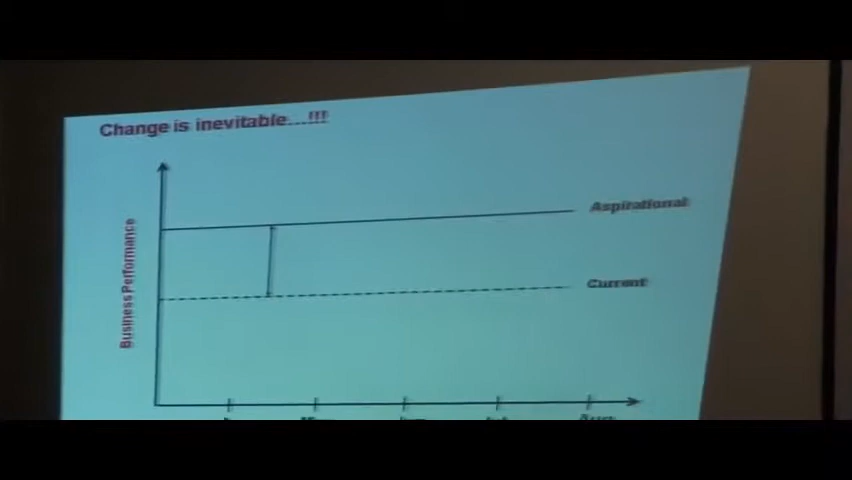 Change is inevitable...!!!
Aspirational
Business Performance
Current